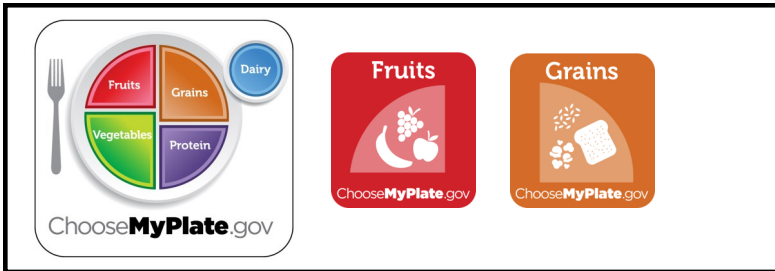 Fruits
Grains
Dairy
Vegetables
Protein
ChooseMyPlate.gov
Fruits
ChooseMyPlate.gov
Grains
ChooseMyPlate.gov